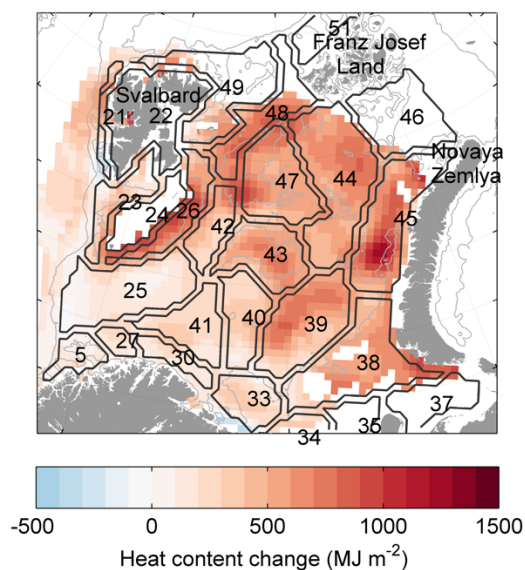 51
Franz Josef
Land
49
Svalbard
21 22
48
46
Novaya
Zemlya
47 44
23
24 26
42
45
43
25
41 40 39
27
5 30
38
33
37
34 35
-500 0 500 1000 1500
Heat content change (MJ m⁻²)